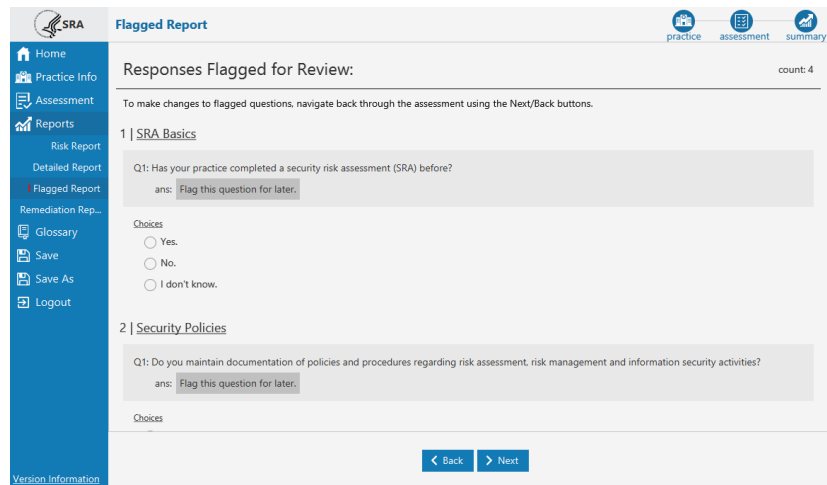 SRA
Flagged Report
practice
assessment
summary
Home
Practice Info
Assessment
Reports
Risk Report
Detailed Report
! Flagged Report
Remediation Rep...
Glossary
Save
Save As
Logout
Version Information
Responses Flagged for Review:
count: 4
To make changes to flagged questions, navigate back through the assessment using the Next/Back buttons.
1 | SRA Basics
Q1: Has your practice completed a security risk assessment (SRA) before?
ans: Flag this question for later.
Choices
Yes.
No.
I don't know.
2 | Security Policies
Q1: Do you maintain documentation of policies and procedures regarding risk assessment, risk management and information security activities?
ans: Flag this question for later.
Choices
Back
Next